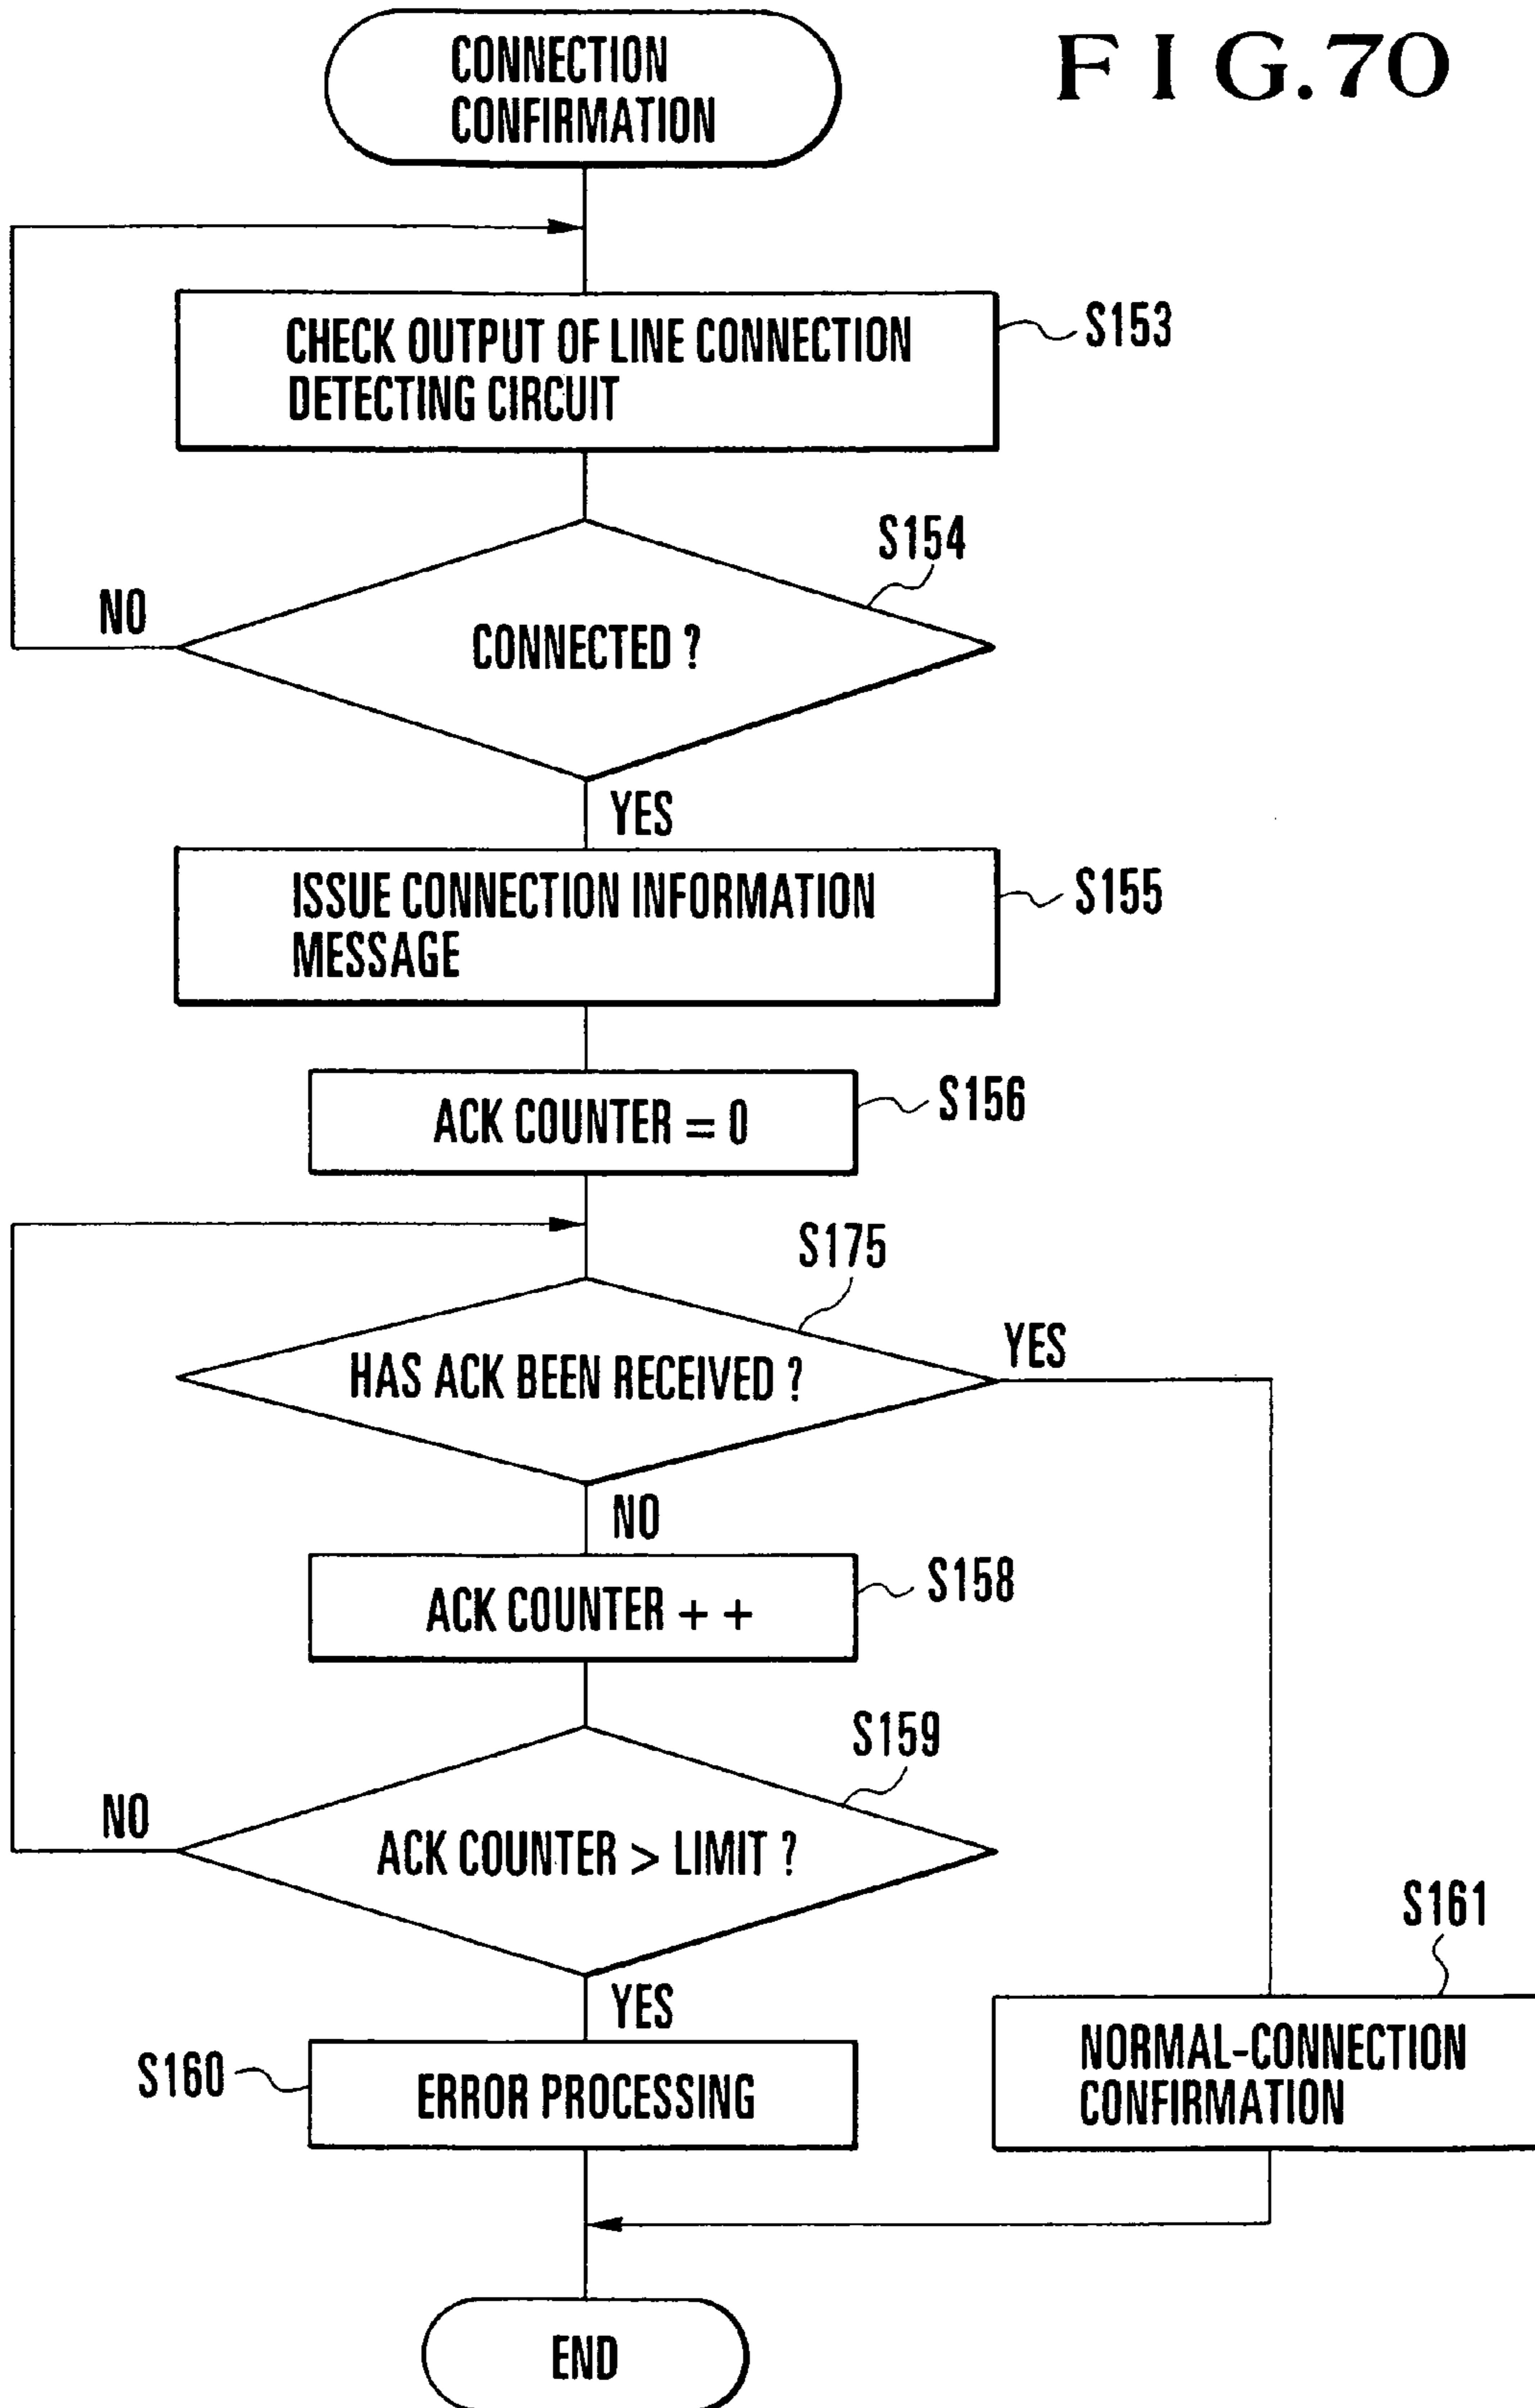 FIG.70
CONNECTION
CONFIRMATION
CHECK OUTPUT OF LINE CONNECTION
DETECTING CIRCUIT
S153
S154
NO
CONNECTED ?
YES
ISSUE CONNECTION INFORMATION
MESSAGE
S155
ACK COUNTER = 0
S156
S175
HAS ACK BEEN RECEIVED ?
YES
NO
ACK COUNTER + +
S158
S159
NO
ACK COUNTER > LIMIT ?
YES
S161
S160
ERROR PROCESSING
NORMAL-CONNECTION
CONFIRMATION
END